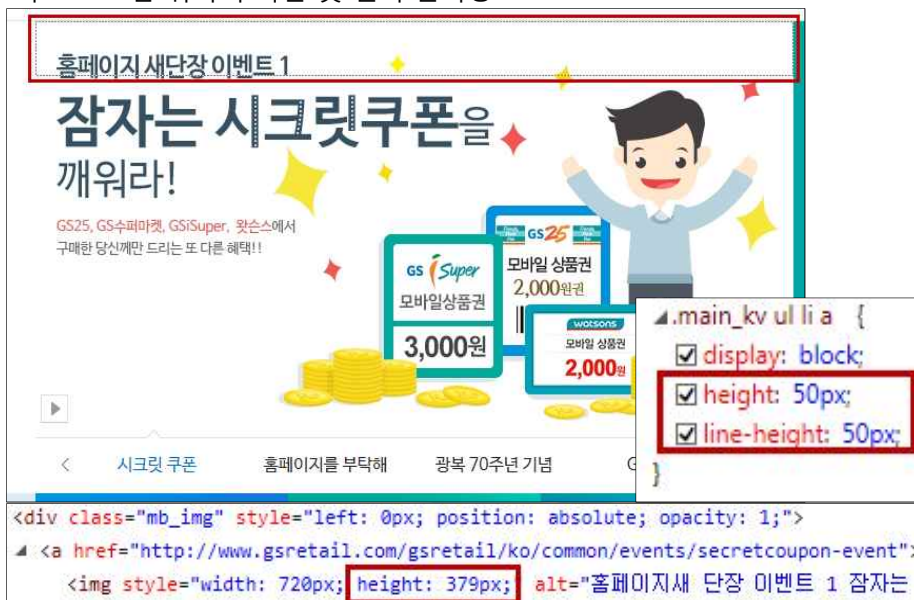 홈페이지 새단장 이벤트 1
잠자는 시크릿쿠폰을
깨워라!
GS25, GS수퍼마켓, GSiSuper, 왓슨스에서
구매한 당신께만 드리는 또 다른 혜택!!
GS i Super
모바일상품권
3,000원
GS25
모바일 상품권
2,000원권
watsons
모바일 상품권
2,000원
< 시크릿 쿠폰 홈페이지를 부탁해 광복 70주년 기념 G
.main_kv ul li a {
display: block;
height: 50px;
line-height: 50px;
}
<div class="mb_img" style="left: 0px; position: absolute; opacity: 1;">
<a href="http://www.gsretail.com/gsretail/ko/common/events/secretcoupon-event">
<img style="width: 720px; height: 379px;" alt="홈페이지새 단장 이벤트 1 잠자는